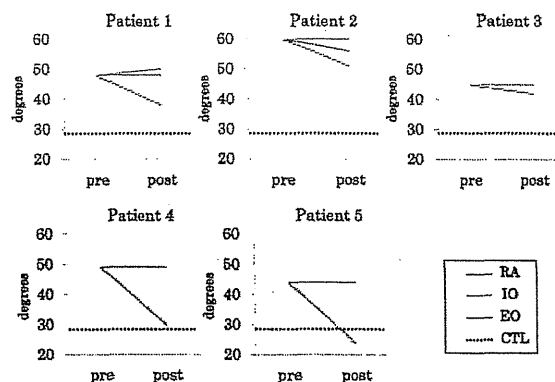 Patient 1
60
50
40
30
20
degrees
pre post
Patient 2
60
50
40
30
20
degrees
pre post
Patient 3
60
50
40
30
20
degrees
pre post
Patient 4
60
50
40
30
20
degrees
pre post
Patient 5
60
50
40
30
20
degrees
pre post
RA
IO
EO
CTL